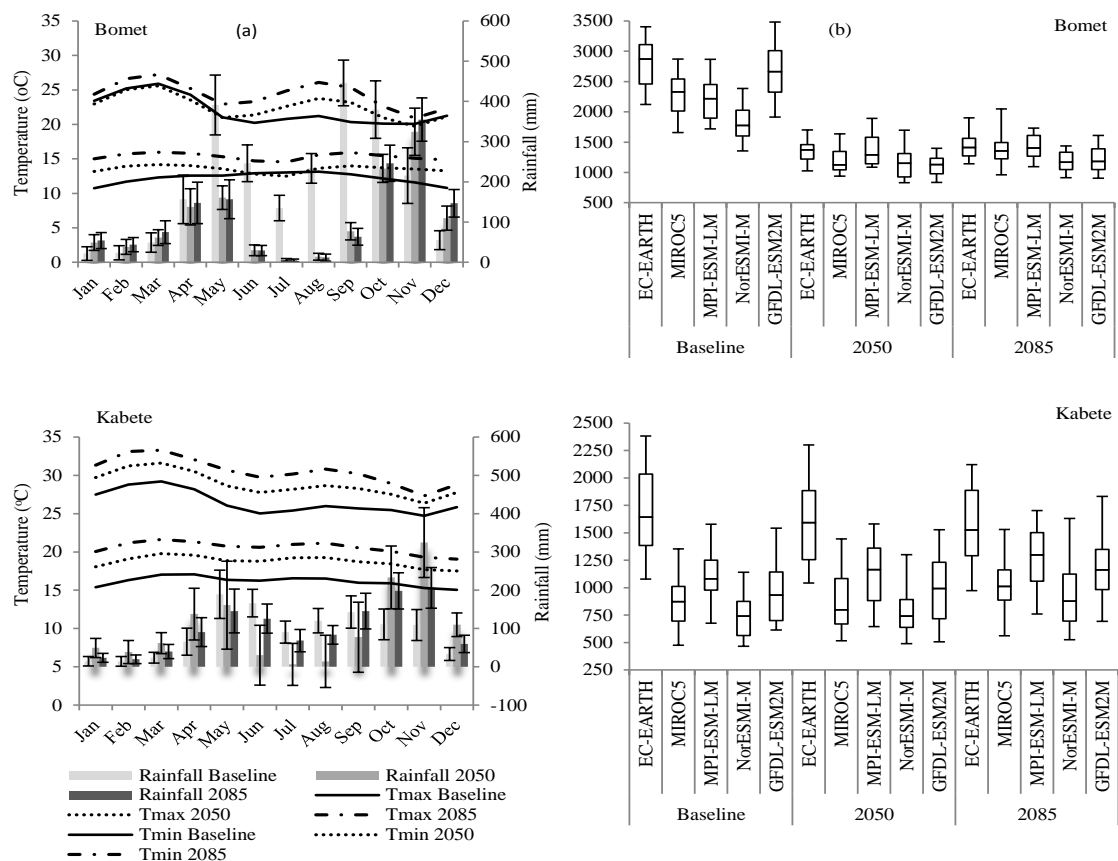 Bomet
(a)
35
30
25
20
15
10
5
0
Temperature (oC)
600
500
400
300
200
100
0
Rainfall (mm)
Jan
Feb
Mar
Apr
May
Jun
Jul
Aug
Sep
Oct
Nov
Dec
(b)
Bomet
3500
3000
2500
2000
1500
1000
500
EC-EARTH
MIROC5
MPI-ESM-LM
NorESMI-M
GFDL-ESM2M
EC-EARTH
MIROC5
MPI-ESM-LM
NorESMI-M
GFDL-ESM2M
EC-EARTH
MIROC5
MPI-ESM-LM
NorESMI-M
GFDL-ESM2M
Baseline
2050
2085
Kabete
35
30
25
20
15
10
5
0
Temperature (ºC)
600
500
400
300
200
100
0
-100
Rainfall (mm)
Jan
Feb
Mar
Apr
May
Jun
Jul
Aug
Sep
Oct
Nov
Dec
Rainfall Baseline
Rainfall 2050
Rainfall 2085
Tmax Baseline
Tmax 2050
Tmax 2085
Tmin Baseline
Tmin 2050
Tmin 2085
Kabete
2500
2250
2000
1750
1500
1250
1000
750
500
250
EC-EARTH
MIROC5
MPI-ESM-LM
NorESMI-M
GFDL-ESM2M
EC-EARTH
MIROC5
MPI-ESM-LM
NorESMI-M
GFDL-ESM2M
EC-EARTH
MIROC5
MPI-ESM-LM
NorESMI-M
GFDL-ESM2M
Baseline
2050
2085